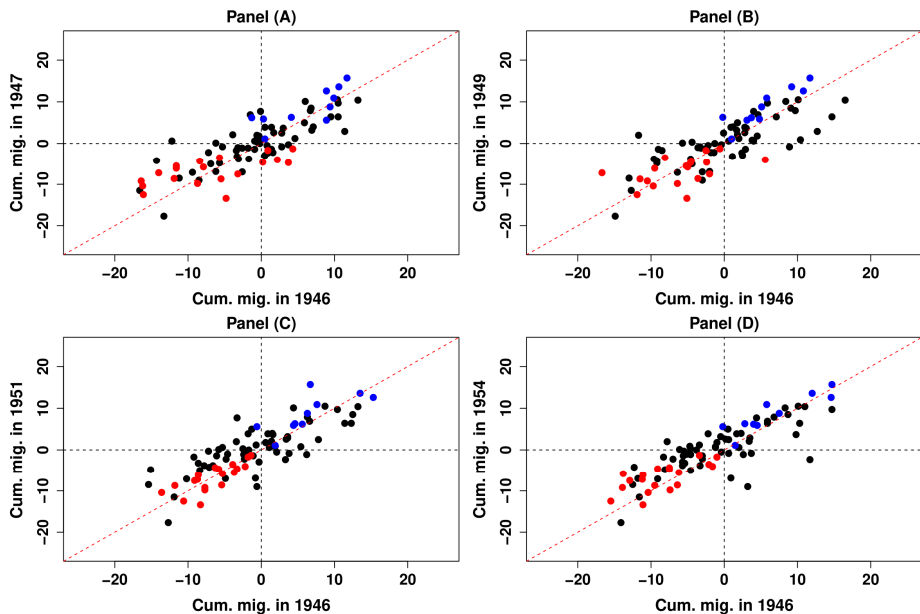 Panel (A)
Cum. mig. in 1947
20
10
0
−10
−20
−20 −10 0 10 20
Cum. mig. in 1946
Panel (B)
Cum. mig. in 1949
20
10
0
−10
−20
−20 −10 0 10 20
Cum. mig. in 1946
Panel (C)
Cum. mig. in 1951
20
10
0
−10
−20
−20 −10 0 10 20
Cum. mig. in 1946
Panel (D)
Cum. mig. in 1954
20
10
0
−10
−20
−20 −10 0 10 20
Cum. mig. in 1946